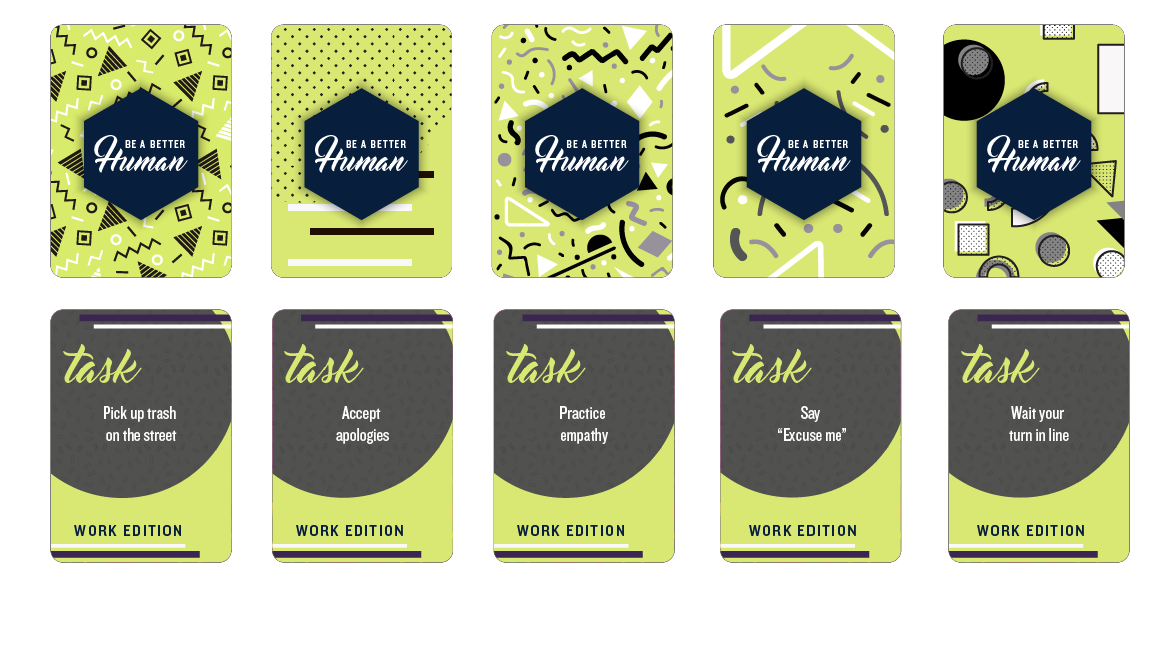 BE A BETTER
Human
BE A BETTER
Human
BE A BETTER
Human
BE A BETTER
Human
BE A BETTER
Human
task
Pick up trash
on the street
WORK EDITION
task
Accept
apologies
WORK EDITION
task
Practice
empathy
WORK EDITION
task
Say
“Excuse me”
WORK EDITION
task
Wait your
turn in line
WORK EDITION